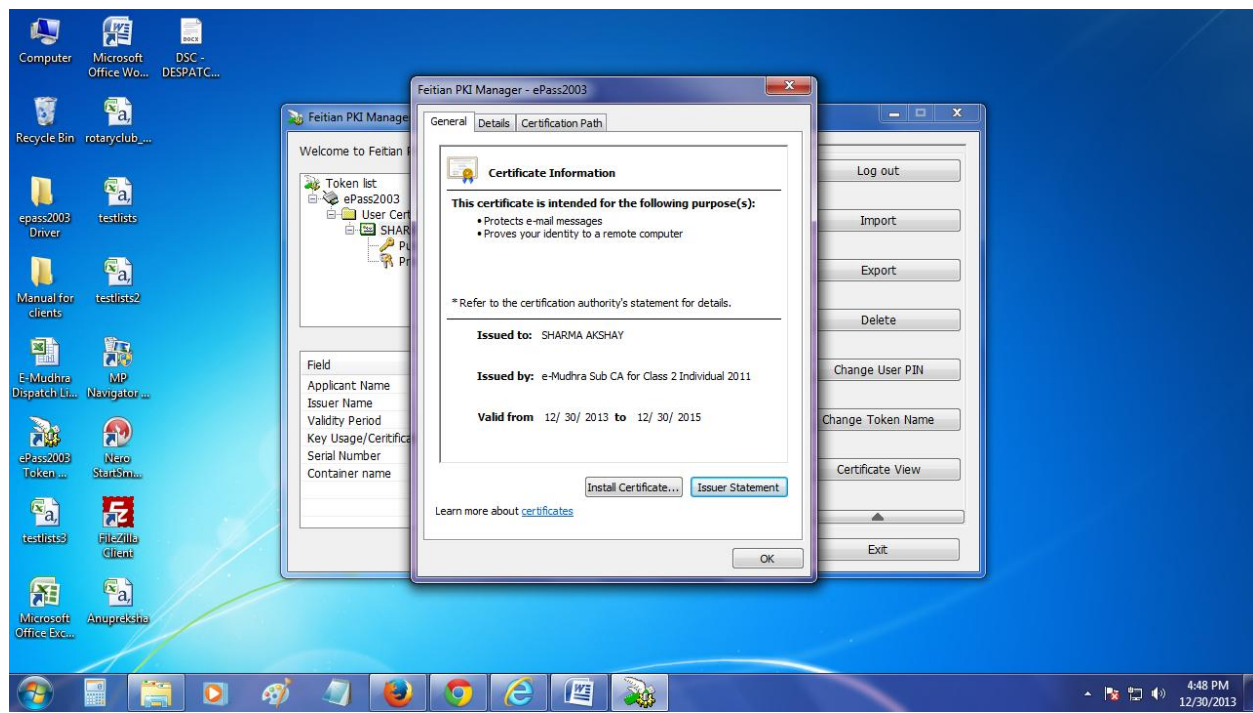 Computer
Microsoft
Office Wo...
DSC -
DESPATC...
Recycle Bin
rotaryclub_...
epass2003
Driver
testlists
Manual for
clients
testlists2
E-Mudhra
Dispatch Li...
MP
Navigator ...
ePass2003
Token ...
Nero
StartSm...
testlists3
FileZilla
Client
Microsoft
Office Exc...
Anupreksha
Feitian PKI Manage
Welcome to Feitian P
Token list
ePass2003
User Cert
SHAR
Pu
Pr
Field
Applicant Name
Issuer Name
Validity Period
Key Usage/Ceritifica
Serial Number
Container name
Feitian PKI Manager - ePass2003
General
Details
Certification Path
Certificate Information
This certificate is intended for the following purpose(s):
• Protects e-mail messages
• Proves your identity to a remote computer
* Refer to the certification authority's statement for details.
Issued to: SHARMA AKSHAY
Issued by: e-Mudhra Sub CA for Class 2 Individual 2011
Valid from 12/ 30/ 2013 to 12/ 30/ 2015
Install Certificate...
Issuer Statement
Learn more about certificates
OK
Log out
Import
Export
Delete
Change User PIN
Change Token Name
Certificate View
Exit
4:48 PM
12/30/2013